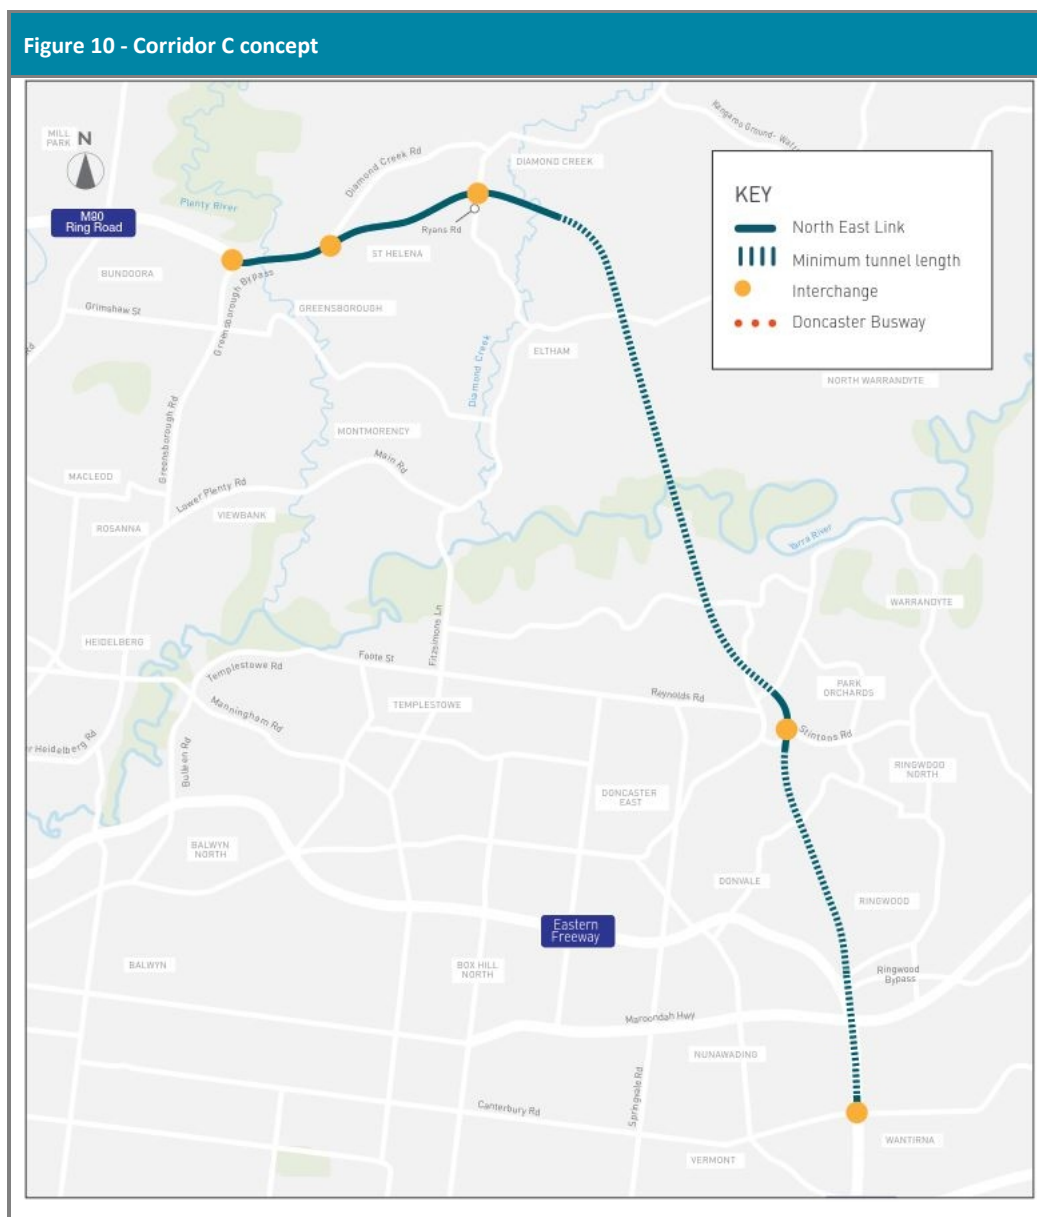 Figure 10 - Corridor C concept
MILL
PARK
N
M80
Ring Road
Plenty River
Diamond Creek Rd
DIAMOND CREEK
Kangaroo Ground-
KEY
North East Link
Minimum tunnel length
Interchange
Doncaster Busway
Ryans Rd
ST HELENA
BUNDOORA
Greensborough Bypass
GREENSBOROUGH
Grimshaw St
Rd
Diamond Creek
ELTHAM
NORTH WARRANDYTE
Greensborough Rd
MONTMORENCY
Main Rd
MACLEOD
Lower Plenty Rd
VIEWBANK
ROSANNA
Yarra River
WARRANDYTE
HEIDELBERG
Fitzsimons Ln
Templestowe Rd
Foote St
PARK
ORCHARDS
Reynolds Rd
TEMPLESTOWE
Manningham Rd
Stintons Rd
er Heidelberg Rd
Bulleen Rd
RINGWOOD
NORTH
DONCASTER
EAST
BALWYN
NORTH
DONVALE
RINGWOOD
Eastern
Freeway
BALWYN
BOX HILL
NORTH
Ringwood
Bypass
Maroondah Hwy
NUNAWADING
Springvale Rd
Canterbury Rd
WANTIRNA
VERMONT